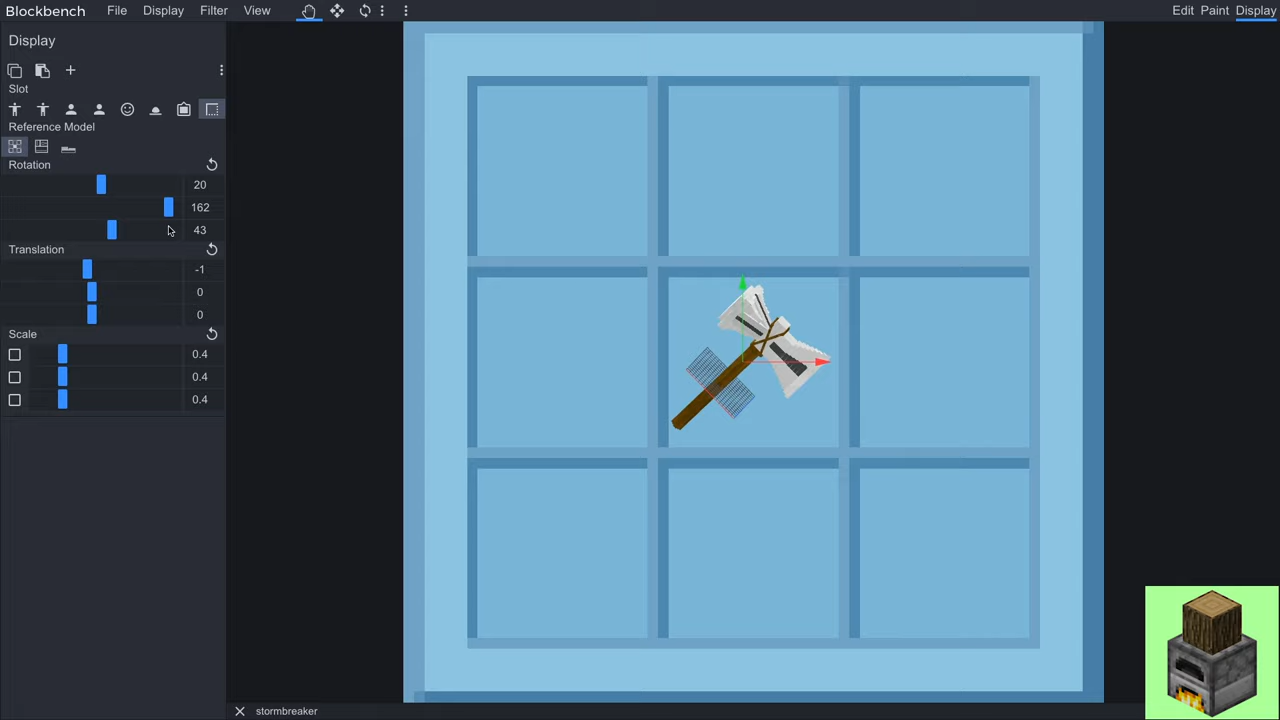 Blockbench File Display Filter View Edit Paint Display
Display
Slot
Reference Model
Rotation
20
162
43
Translation
-1
0
0
Scale
0.4
0.4
0.4
stormbreaker